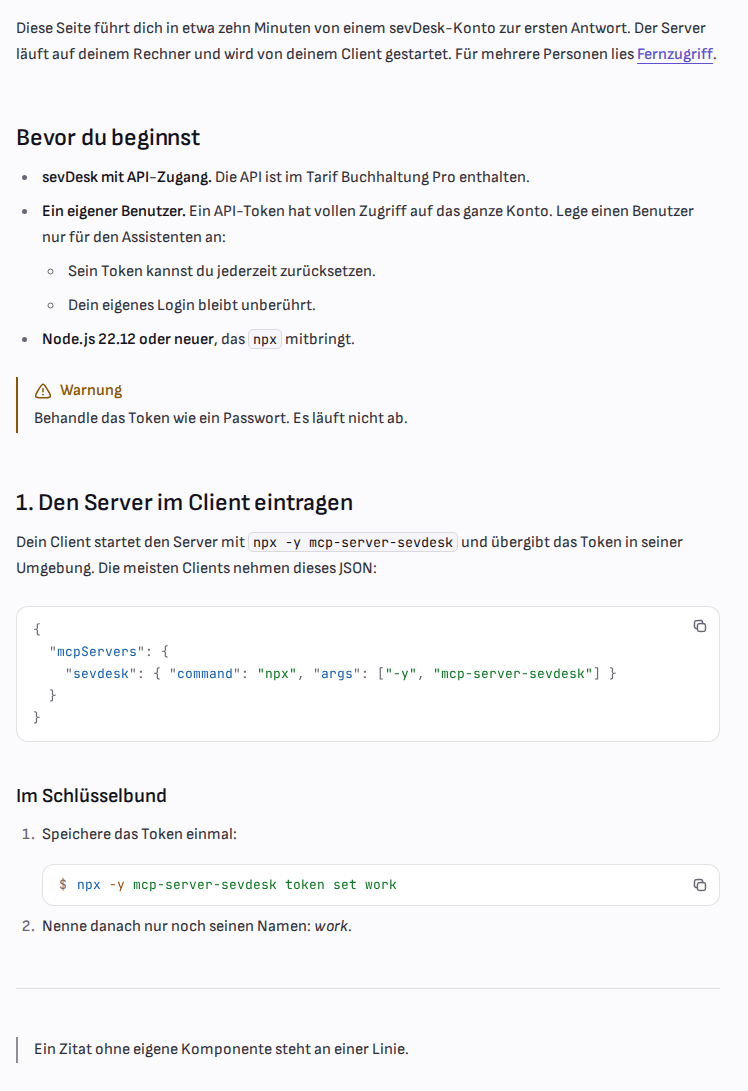 Diese Seite führt dich in etwa zehn Minuten von einem sevDesk-Konto zur ersten Antwort. Der Server
läuft auf deinem Rechner und wird von deinem Client gestartet. Für mehrere Personen lies Fernzugriff.
Bevor du beginnst
• sevDesk mit API-Zugang. Die API ist im Tarif Buchhaltung Pro enthalten.
• Ein eigener Benutzer. Ein API-Token hat vollen Zugriff auf das ganze Konto. Lege einen Benutzer
nur für den Assistenten an:
◦ Sein Token kannst du jederzeit zurücksetzen.
◦ Dein eigenes Login bleibt unberührt.
• Node.js 22.12 oder neuer, das npx mitbringt.
Warnung
Behandle das Token wie ein Passwort. Es läuft nicht ab.
1. Den Server im Client eintragen
Dein Client startet den Server mit npx -y mcp-server-sevdesk und übergibt das Token in seiner
Umgebung. Die meisten Clients nehmen dieses JSON:
{
  "mcpServers": {
    "sevdesk": { "command": "npx", "args": ["-y", "mcp-server-sevdesk"] }
  }
}
Im Schlüsselbund
1. Speichere das Token einmal:
$ npx -y mcp-server-sevdesk token set work
2. Nenne danach nur noch seinen Namen: work.
Ein Zitat ohne eigene Komponente steht an einer Linie.